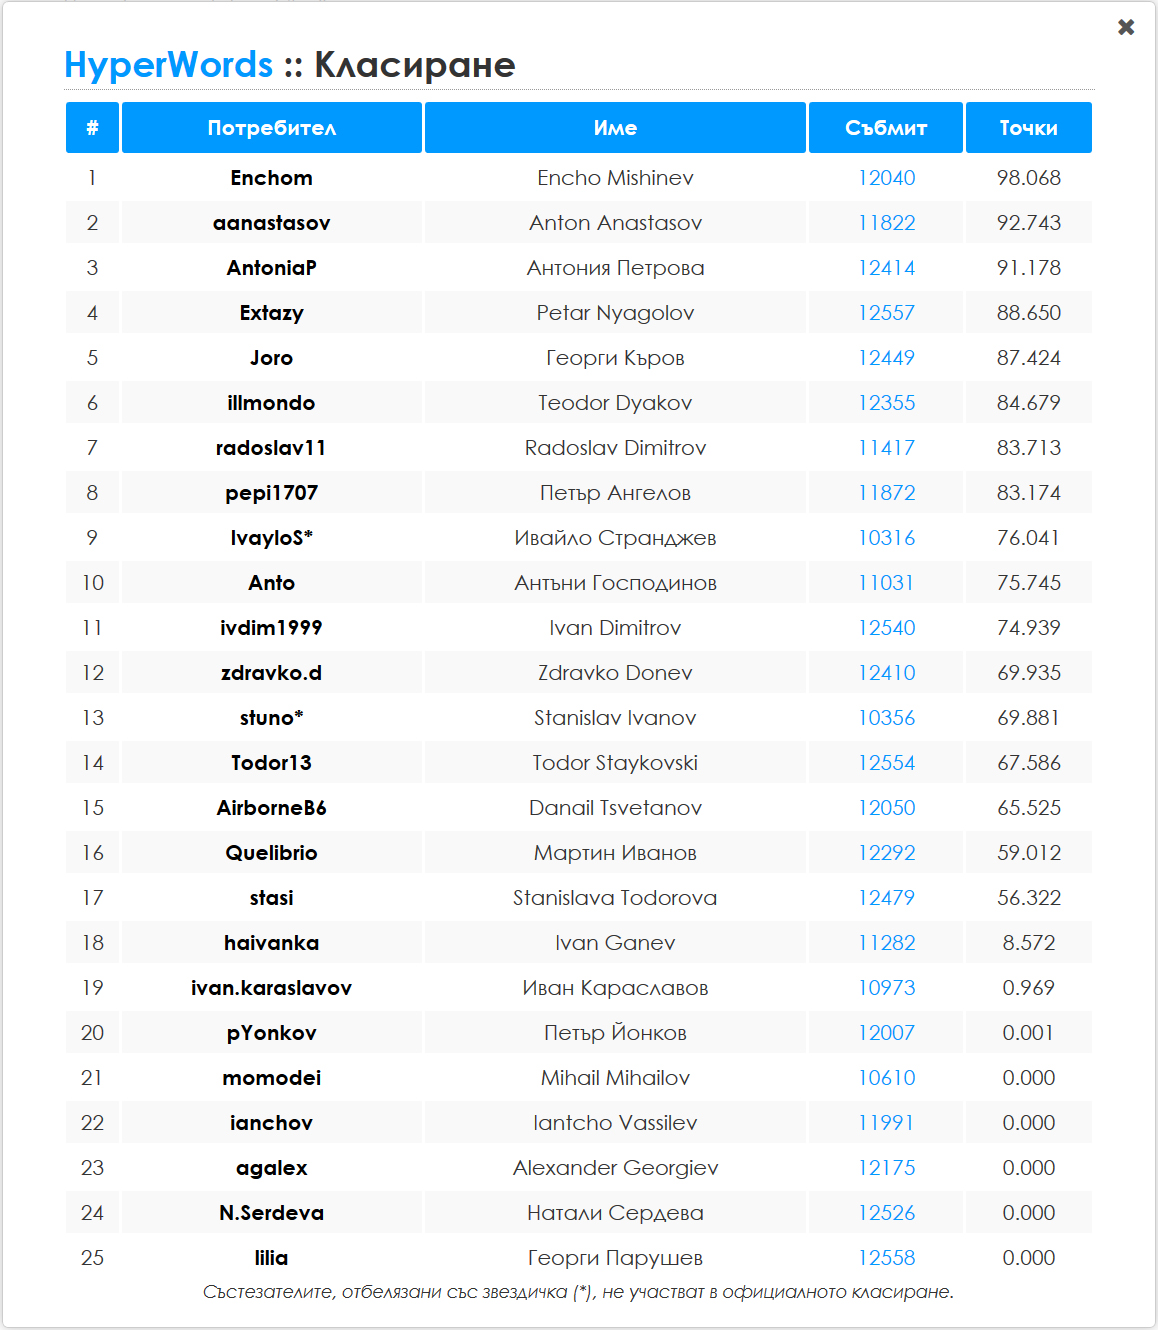 HyperWords :: Класиране
# Потребител Име Събмит Точки
1 Enchom Encho Mishinev 12040 98.068
2 aanastasov Anton Anastasov 11822 92.743
3 AntoniaP Антония Петрова 12414 91.178
4 Extazy Petar Nyagolov 12557 88.650
5 Joro Георги Къров 12449 87.424
6 illmondo Teodor Dyakov 12355 84.679
7 radoslav11 Radoslav Dimitrov 11417 83.713
8 pepi1707 Петър Ангелов 11872 83.174
9 IvayloS* Ивайло Странджев 10316 76.041
10 Anto Антъни Господинов 11031 75.745
11 ivdim1999 Ivan Dimitrov 12540 74.939
12 zdravko.d Zdravko Donev 12410 69.935
13 stuno* Stanislav Ivanov 10356 69.881
14 Todor13 Todor Staykovski 12554 67.586
15 AirborneB6 Danail Tsvetanov 12050 65.525
16 Quelibrio Мартин Иванов 12292 59.012
17 stasi Stanislava Todorova 12479 56.322
18 haivanka Ivan Ganev 11282 8.572
19 ivan.karaslavov Иван Караславов 10973 0.969
20 pYonkov Петър Йонков 12007 0.001
21 momodei Mihail Mihailov 10610 0.000
22 ianchov Iantcho Vassilev 11991 0.000
23 agalex Alexander Georgiev 12175 0.000
24 N.Serdeva Натали Сердева 12526 0.000
25 lilia Георги Парушев 12558 0.000
Състезателите, отбелязани със звездичка (*), не участват в официалното класиране.